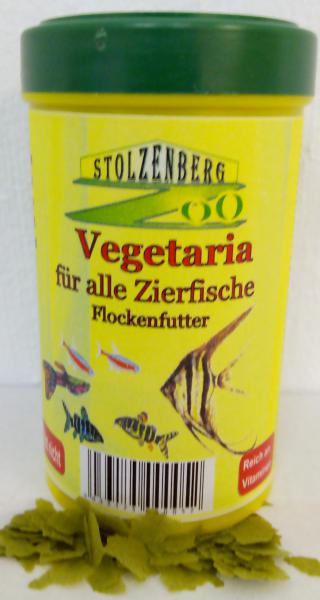 STOLZENBERG
Zoo
Vegetaria
für alle Zierfische
Flockenfutter
Reich an
Vitaminen